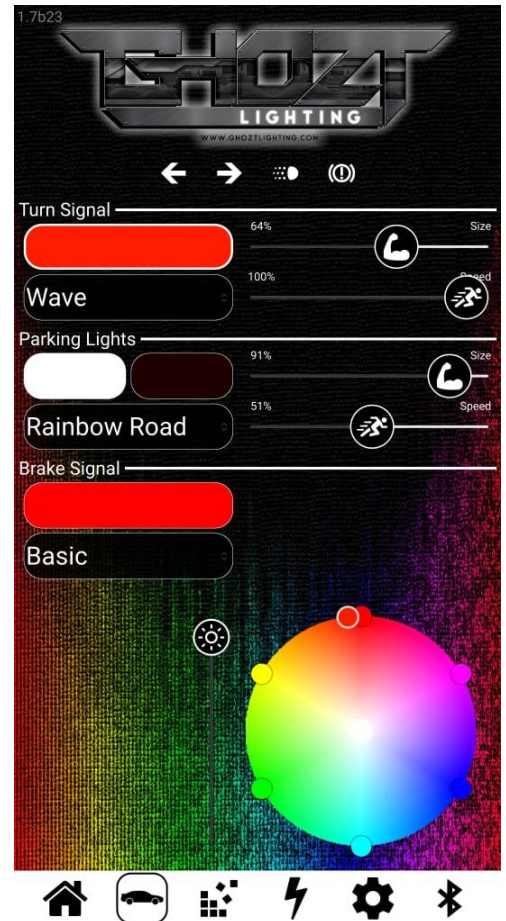 1.7b23
GHOZT
LIGHTING
WWW.GHOZTLIGHTING.COM
Turn Signal
64% Size
Wave
100% Speed
Parking Lights
91% Size
Rainbow Road
51% Speed
Brake Signal
Basic